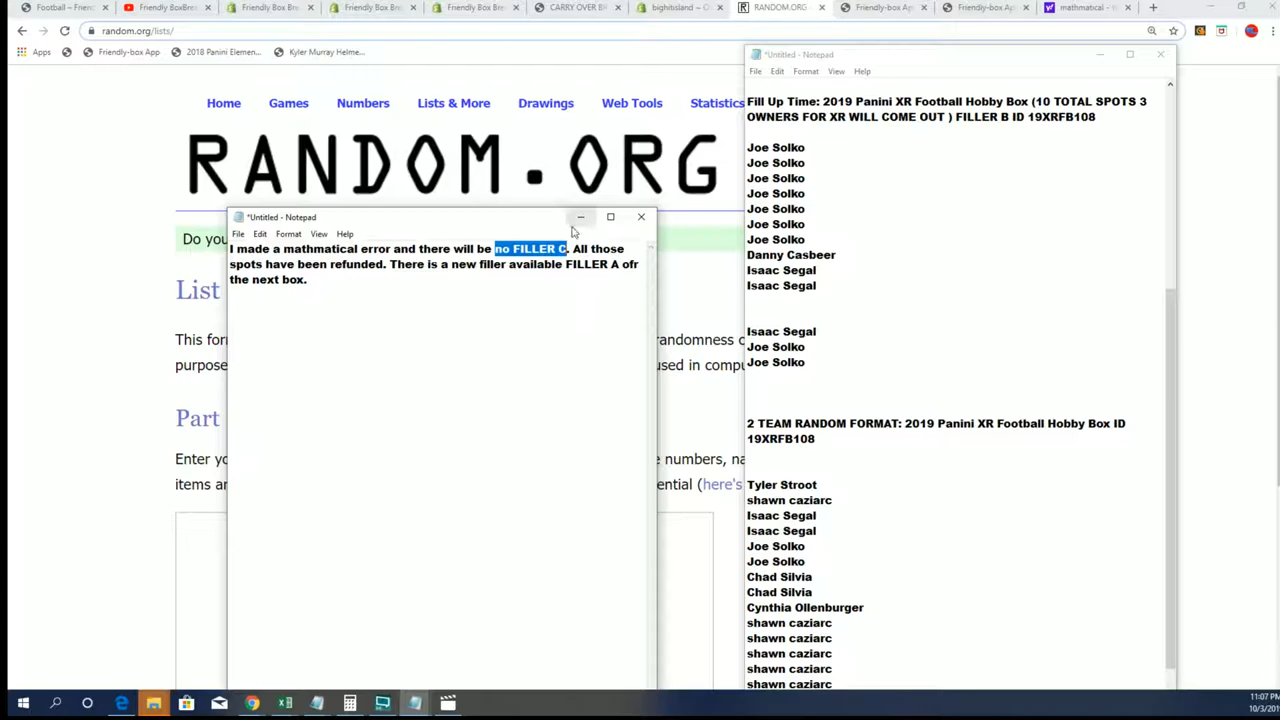 Football ~ Frien
Friendly BoxBre
Friendly Box Bre
Friendly Box Bre
Friendly Box Bre
CARRY OVER BR
bightisland ~ O
RANDOM.ORG
Friendly-box Ap
Friendly-box Ap
mathmatical - 
random.org/lists/
Apps
Friendly-box App
2018 Panini Elemen...
Kyler Murray Helme...
Home
Games
Numbers
Lists & More
Drawings
Web Tools
Statistics
RANDOM.ORG
Do you
List
This for
randomness o
purpose
used in compu
Part
Enter yo
e numbers, na
items ar
ential (here's
*Untitled - Notepad
File Edit Format View Help
I made a mathmatical error and there will be no FILLER C. All those
spots have been refunded. There is a new filler available FILLER A ofr
the next box.
*Untitled - Notepad
File Edit Format View Help
Fill Up Time: 2019 Panini XR Football Hobby Box (10 TOTAL SPOTS 3
OWNERS FOR XR WILL COME OUT ) FILLER B ID 19XRFB108
Joe Solko
Joe Solko
Joe Solko
Joe Solko
Joe Solko
Joe Solko
Joe Solko
Danny Casbeer
Isaac Segal
Isaac Segal
Isaac Segal
Joe Solko
Joe Solko
2 TEAM RANDOM FORMAT: 2019 Panini XR Football Hobby Box ID
19XRFB108
Tyler Stroot
shawn caziarc
Isaac Segal
Isaac Segal
Joe Solko
Joe Solko
Chad Silvia
Chad Silvia
Cynthia Ollenburger
shawn caziarc
shawn caziarc
shawn caziarc
shawn caziarc
shawn caziarc
11:07 PM
10/3/201